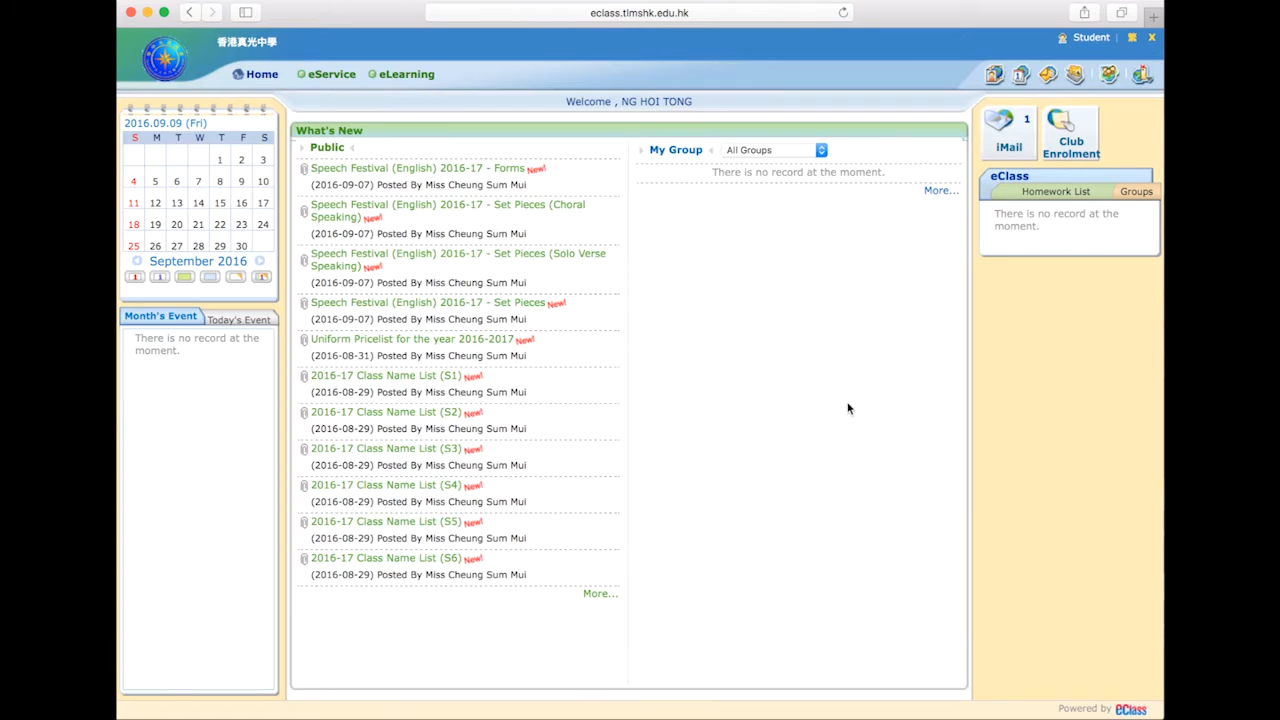 eclass.tlmshk.edu.hk
香港真光中學
Student
繁
Home
eService
eLearning
Welcome , NG HOI TONG
2016.09.09 (Fri)
S M T W T F S
1 2 3
4 5 6 7 8 9 10
11 12 13 14 15 16 17
18 19 20 21 22 23 24
25 26 27 28 29 30
September 2016
Month's Event
Today's Event
There is no record at the
moment.
What's New
Public
Speech Festival (English) 2016-17 - Forms New!
(2016-09-07) Posted By Miss Cheung Sum Mui
Speech Festival (English) 2016-17 - Set Pieces (Choral
Speaking) New!
(2016-09-07) Posted By Miss Cheung Sum Mui
Speech Festival (English) 2016-17 - Set Pieces (Solo Verse
Speaking) New!
(2016-09-07) Posted By Miss Cheung Sum Mui
Speech Festival (English) 2016-17 - Set Pieces New!
(2016-09-07) Posted By Miss Cheung Sum Mui
Uniform Pricelist for the year 2016-2017 New!
(2016-08-31) Posted By Miss Cheung Sum Mui
2016-17 Class Name List (S1) New!
(2016-08-29) Posted By Miss Cheung Sum Mui
2016-17 Class Name List (S2) New!
(2016-08-29) Posted By Miss Cheung Sum Mui
2016-17 Class Name List (S3) New!
(2016-08-29) Posted By Miss Cheung Sum Mui
2016-17 Class Name List (S4) New!
(2016-08-29) Posted By Miss Cheung Sum Mui
2016-17 Class Name List (S5) New!
(2016-08-29) Posted By Miss Cheung Sum Mui
2016-17 Class Name List (S6) New!
(2016-08-29) Posted By Miss Cheung Sum Mui
More...
My Group
All Groups
There is no record at the moment.
More...
iMail
1
Club
Enrolment
eClass
Homework List
Groups
There is no record at the
moment.
Powered by eClass